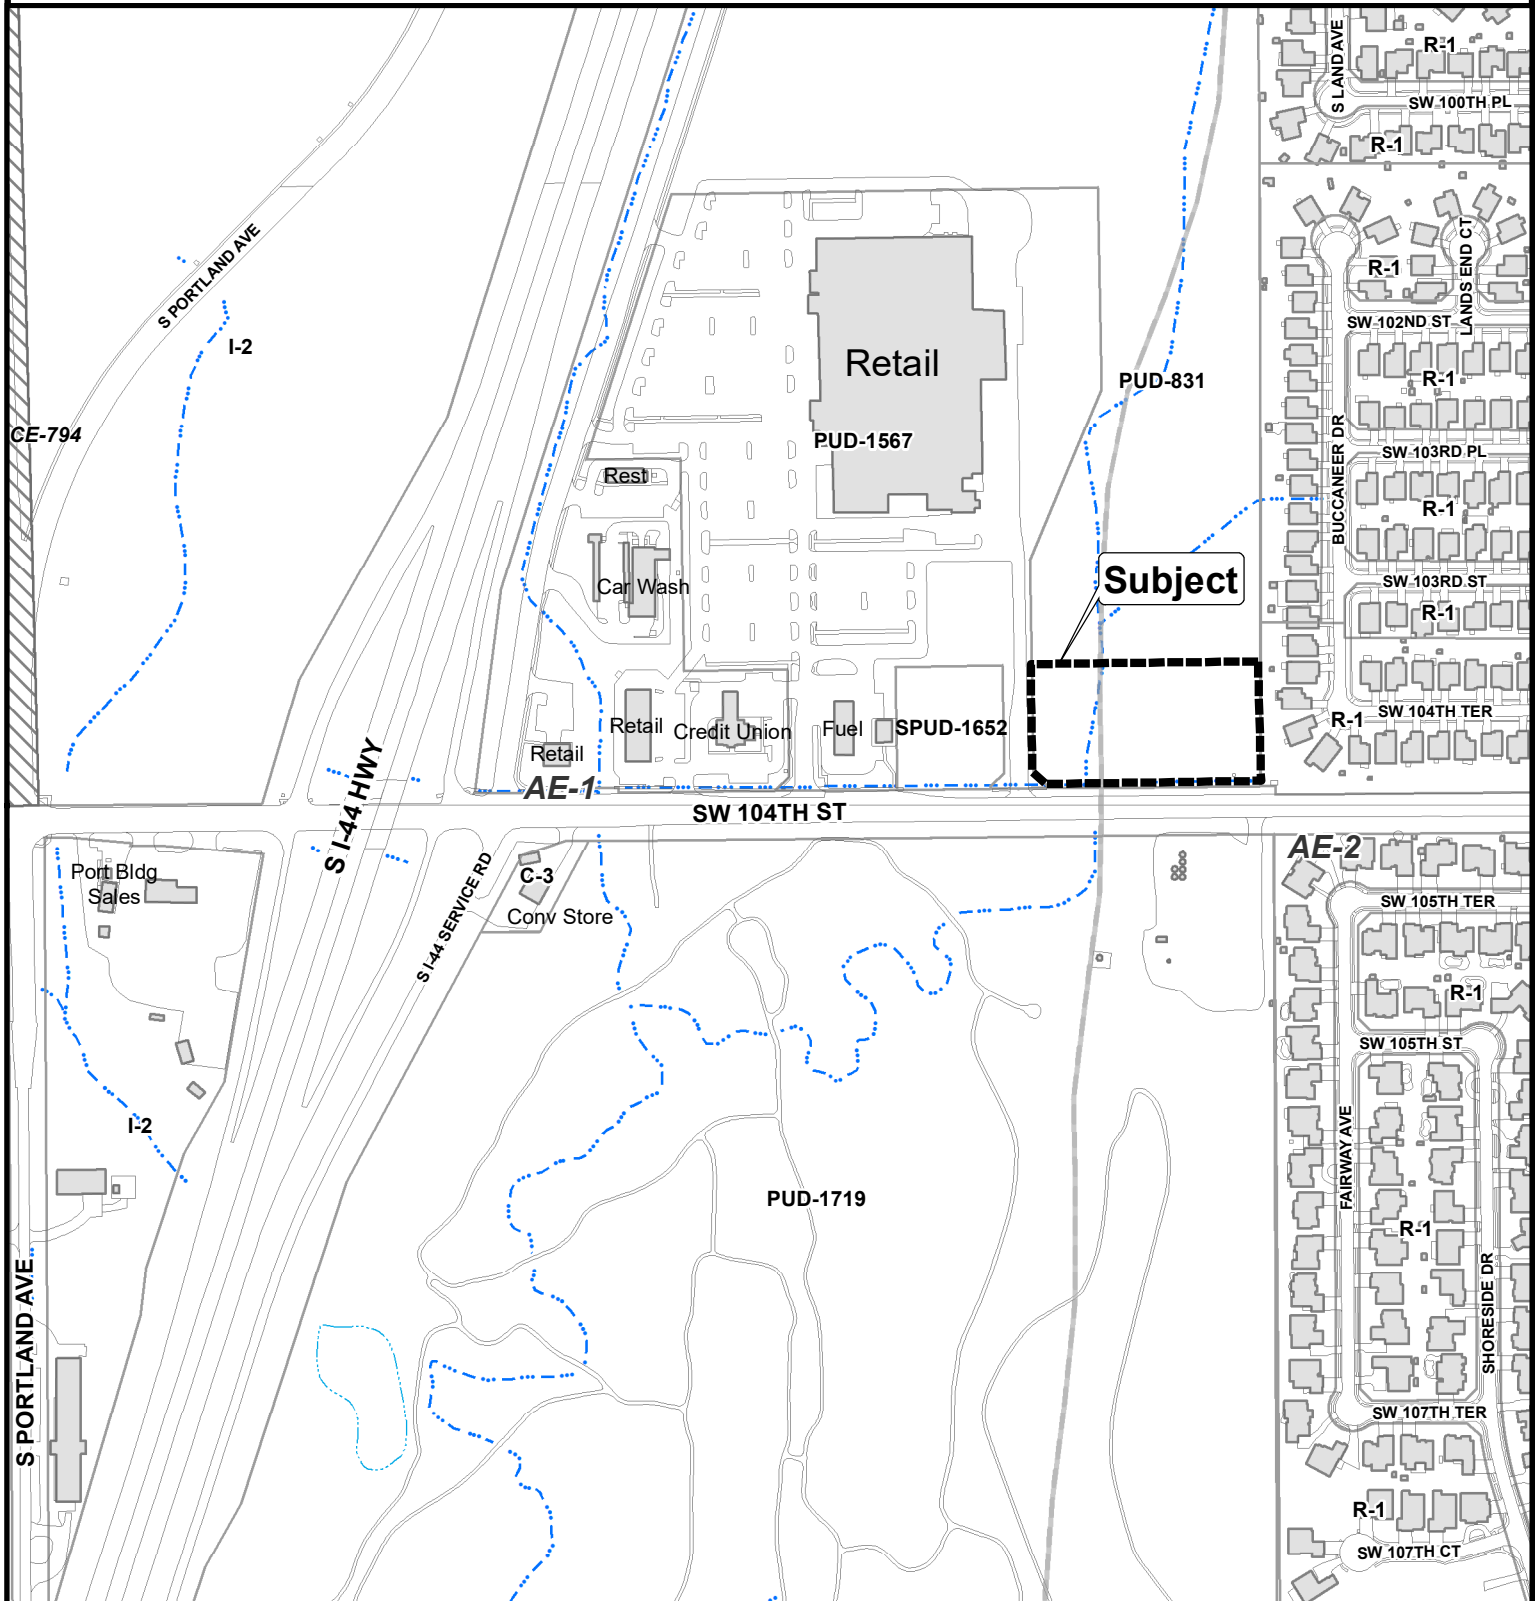 S LAND AVE
R-1
SW 100TH PL
R-1
S PORTLAND AVE
LANDS END CT
R-1
SW 102ND ST
I-2
Retail
PUD-831
R-1
CE-794
PUD-1567
BUCCANEER DR
SW 103RD PL
Rest
R-1
Car Wash
Subject
SW 103RD ST
R-1
Retail
Credit Union
Fuel
SPUD-1652
R-1
SW 104TH TER
Retail
AE-1
S I-44 HWY
SW 104TH ST
AE-2
Port Bldg
Sales
C-3
Conv Store
S I-44 SERVICE RD
SW 105TH TER
R-1
SW 105TH ST
I-2
FAIRWAY AVE
PUD-1719
R-1
SHORESIDE DR
S PORTLAND AVE
SW 107TH TER
R-1
SW 107TH CT